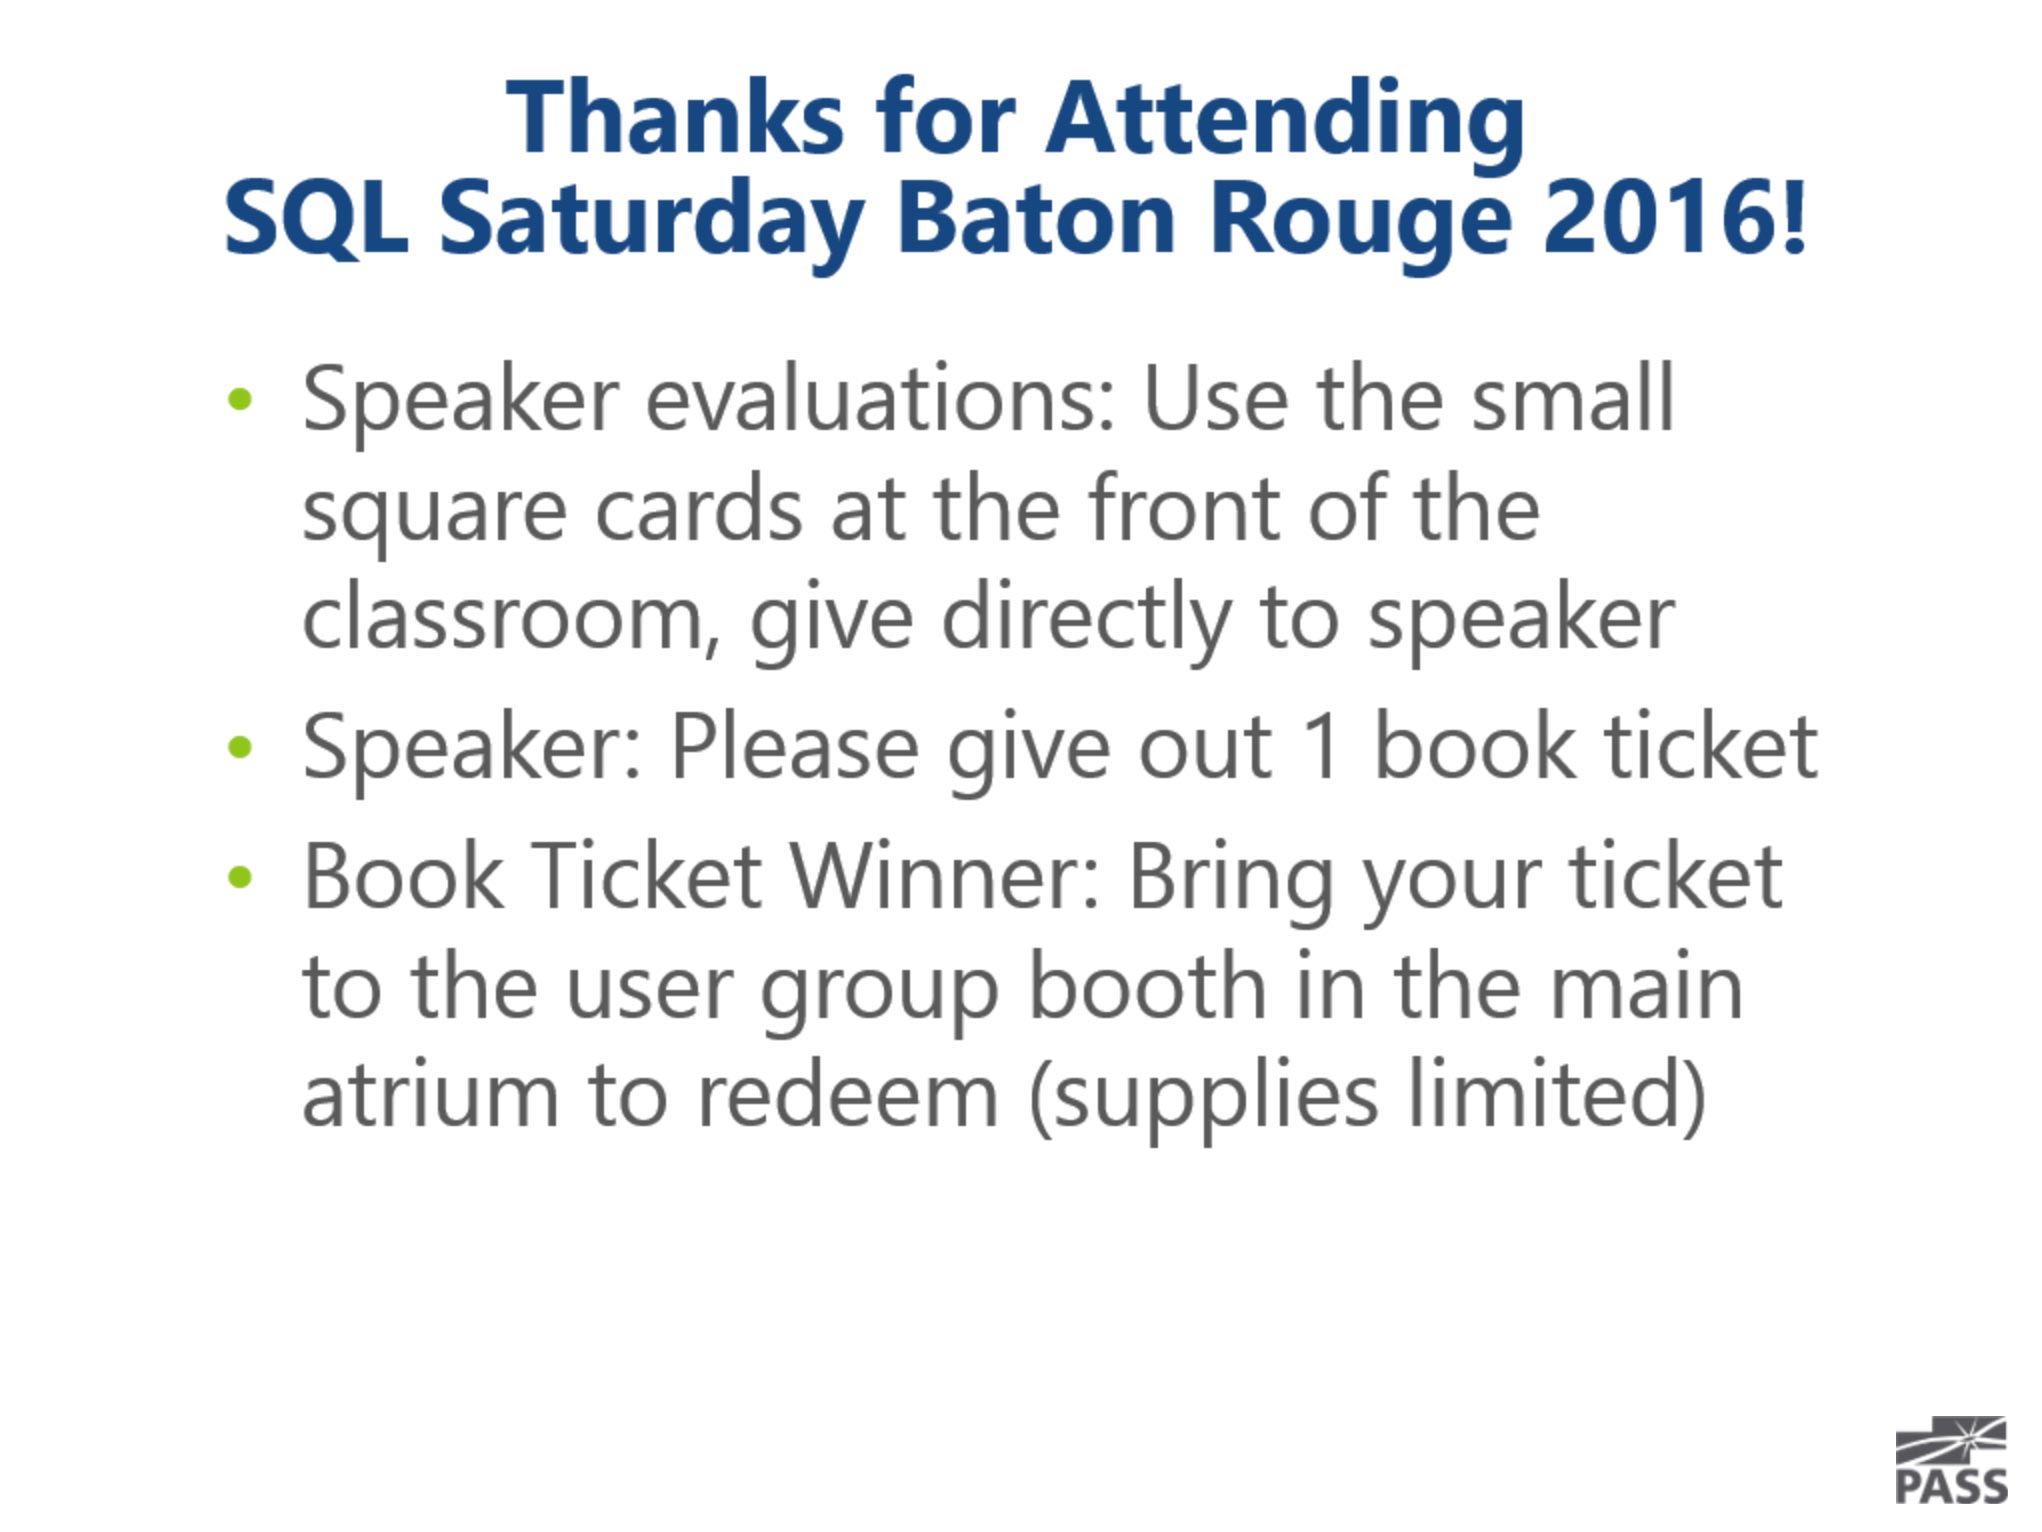 Thanks for Attending
SQL Saturday Baton Rouge 2016!
• Speaker evaluations: Use the small
square cards at the front of the
classroom, give directly to speaker
• Speaker: Please give out 1 book ticket
• Book Ticket Winner: Bring your ticket
to the user group booth in the main
atrium to redeem (supplies limited)
PASS